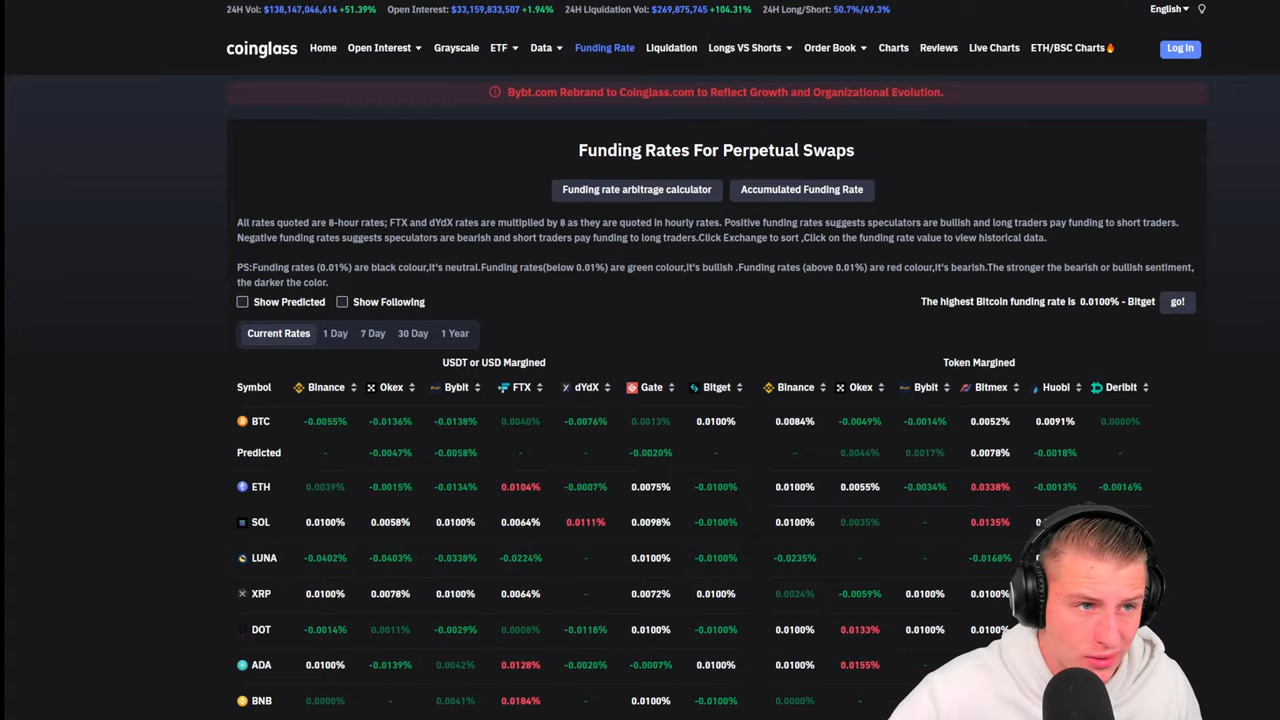 24H Vol: $138,147,046,614 +51.39% Open Interest: $33,159,833,507 +1.94% 24H Liquidation Vol: $269,875,745 +104.31% 24H Long/Short: 50.7%/49.3% English
coinglass Home Open Interest Grayscale ETF Data Funding Rate Liquidation Longs VS Shorts Order Book Charts Reviews Live Charts ETH/BSC Charts🔥 Log In
Bybt.com Rebrand to Coinglass.com to Reflect Growth and Organizational Evolution.
Funding Rates For Perpetual Swaps
Funding rate arbitrage calculator Accumulated Funding Rate
All rates quoted are 8-hour rates; FTX and dYdX rates are multiplied by 8 as they are quoted in hourly rates. Positive funding rates suggests speculators are bullish and long traders pay funding to short traders.
Negative funding rates suggests speculators are bearish and short traders pay funding to long traders.Click Exchange to sort ,Click on the funding rate value to view historical data.
PS:Funding rates (0.01%) are black colour,it's neutral.Funding rates(below 0.01%) are green colour,it's bullish .Funding rates (above 0.01%) are red colour,it's bearish.The stronger the bearish or bullish sentiment,
the darker the color.
Show Predicted Show Following The highest Bitcoin funding rate is 0.0100% - Bitget go!
Current Rates 1 Day 7 Day 30 Day 1 Year
USDT or USD Margined Token Margined
Symbol Binance Okex Bybit FTX dYdX Gate Bitget Binance Okex Bybit Bitmex Huobi Deribit
BTC -0.0055% -0.0136% -0.0138% 0.0040% -0.0076% 0.0013% 0.0100% 0.0084% -0.0049% -0.0014% 0.0052% 0.0091% 0.0000%
Predicted - -0.0047% -0.0058% - - -0.0020% - - 0.0044% 0.0017% 0.0078% -0.0018% -
ETH 0.0039% -0.0015% -0.0134% 0.0104% -0.0007% 0.0075% -0.0100% 0.0100% 0.0055% -0.0034% 0.0338% -0.0013% -0.0016%
SOL 0.0100% 0.0058% 0.0100% 0.0064% 0.0111% 0.0098% -0.0100% 0.0100% 0.0035% - 0.0135%
LUNA -0.0402% -0.0403% -0.0338% -0.0224% - 0.0100% -0.0100% -0.0235% - - -0.0168%
XRP 0.0100% 0.0078% 0.0100% 0.0064% - 0.0072% 0.0100% 0.0024% -0.0059% 0.0100% 0.0100%
DOT -0.0014% 0.0011% -0.0029% 0.0008% -0.0118% 0.0100% -0.0100% 0.0100% 0.0133% 0.0100% 0.0100%
ADA 0.0100% -0.0139% 0.0042% 0.0128% -0.0020% -0.0007% 0.0100% 0.0100% 0.0155% -
BNB 0.0000% - 0.0041% 0.0184% - 0.0100% -0.0100% 0.0000% -